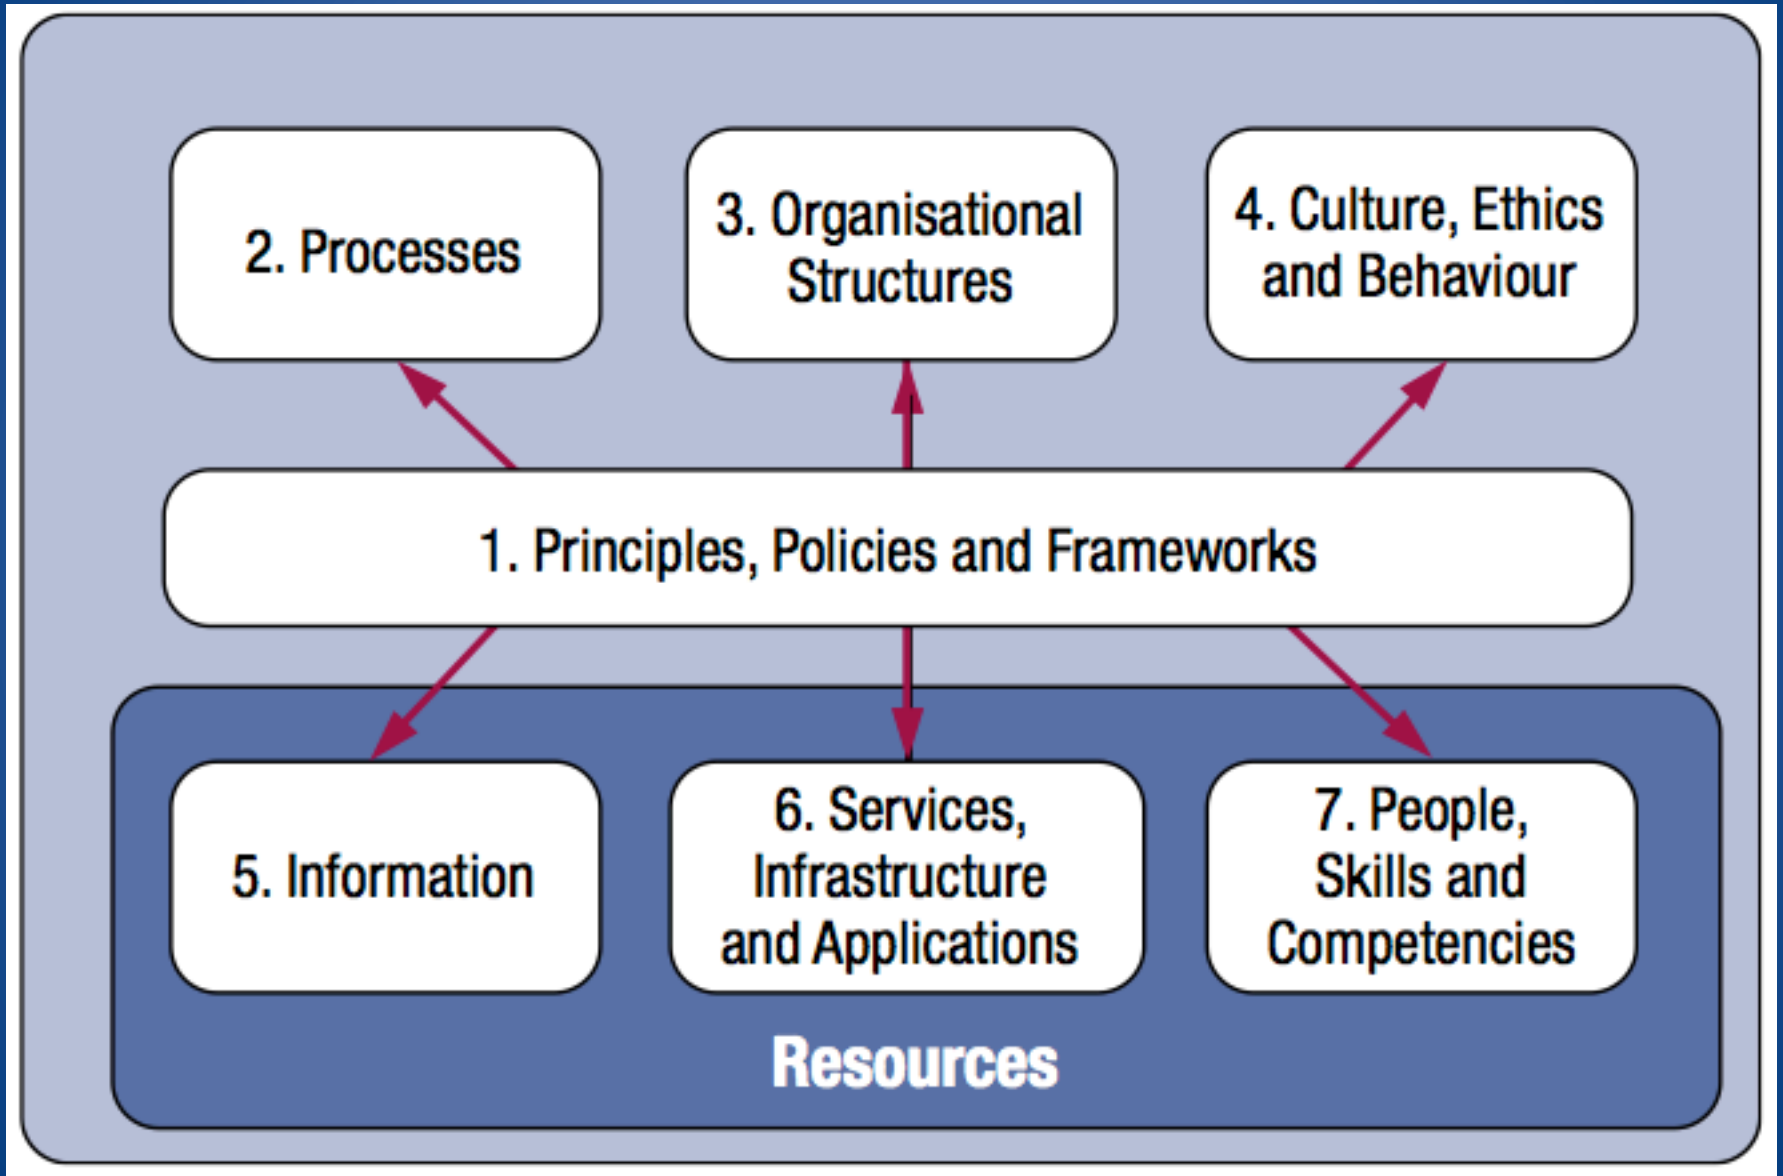 2. Processes
3. Organisational
Structures
4. Culture, Ethics
and Behaviour
1. Principles, Policies and Frameworks
5. Information
6. Services,
Infrastructure
and Applications
7. People,
Skills and
Competencies
Resources